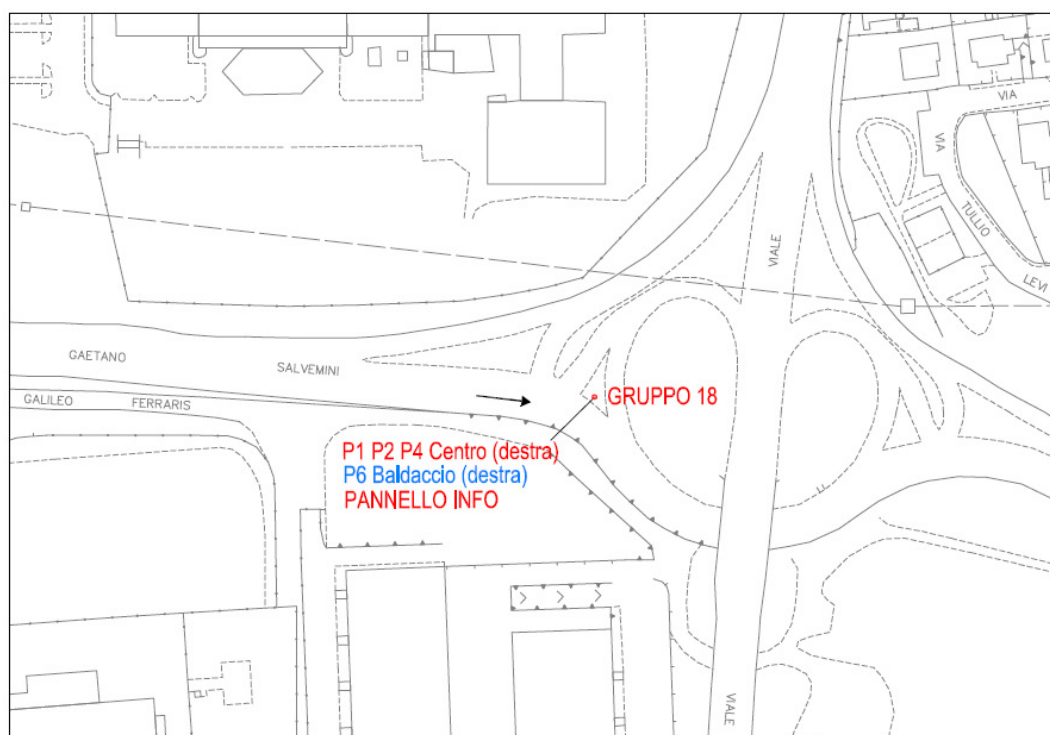 VIA
VIA
TULLIO
LEVI
VIALE
GAETANO
SALVEMINI
GALILEO
FERRARIS
GRUPPO 18
P1 P2 P4 Centro (destra)
P6 Baldaccio (destra)
PANNELLO INFO
VIALE